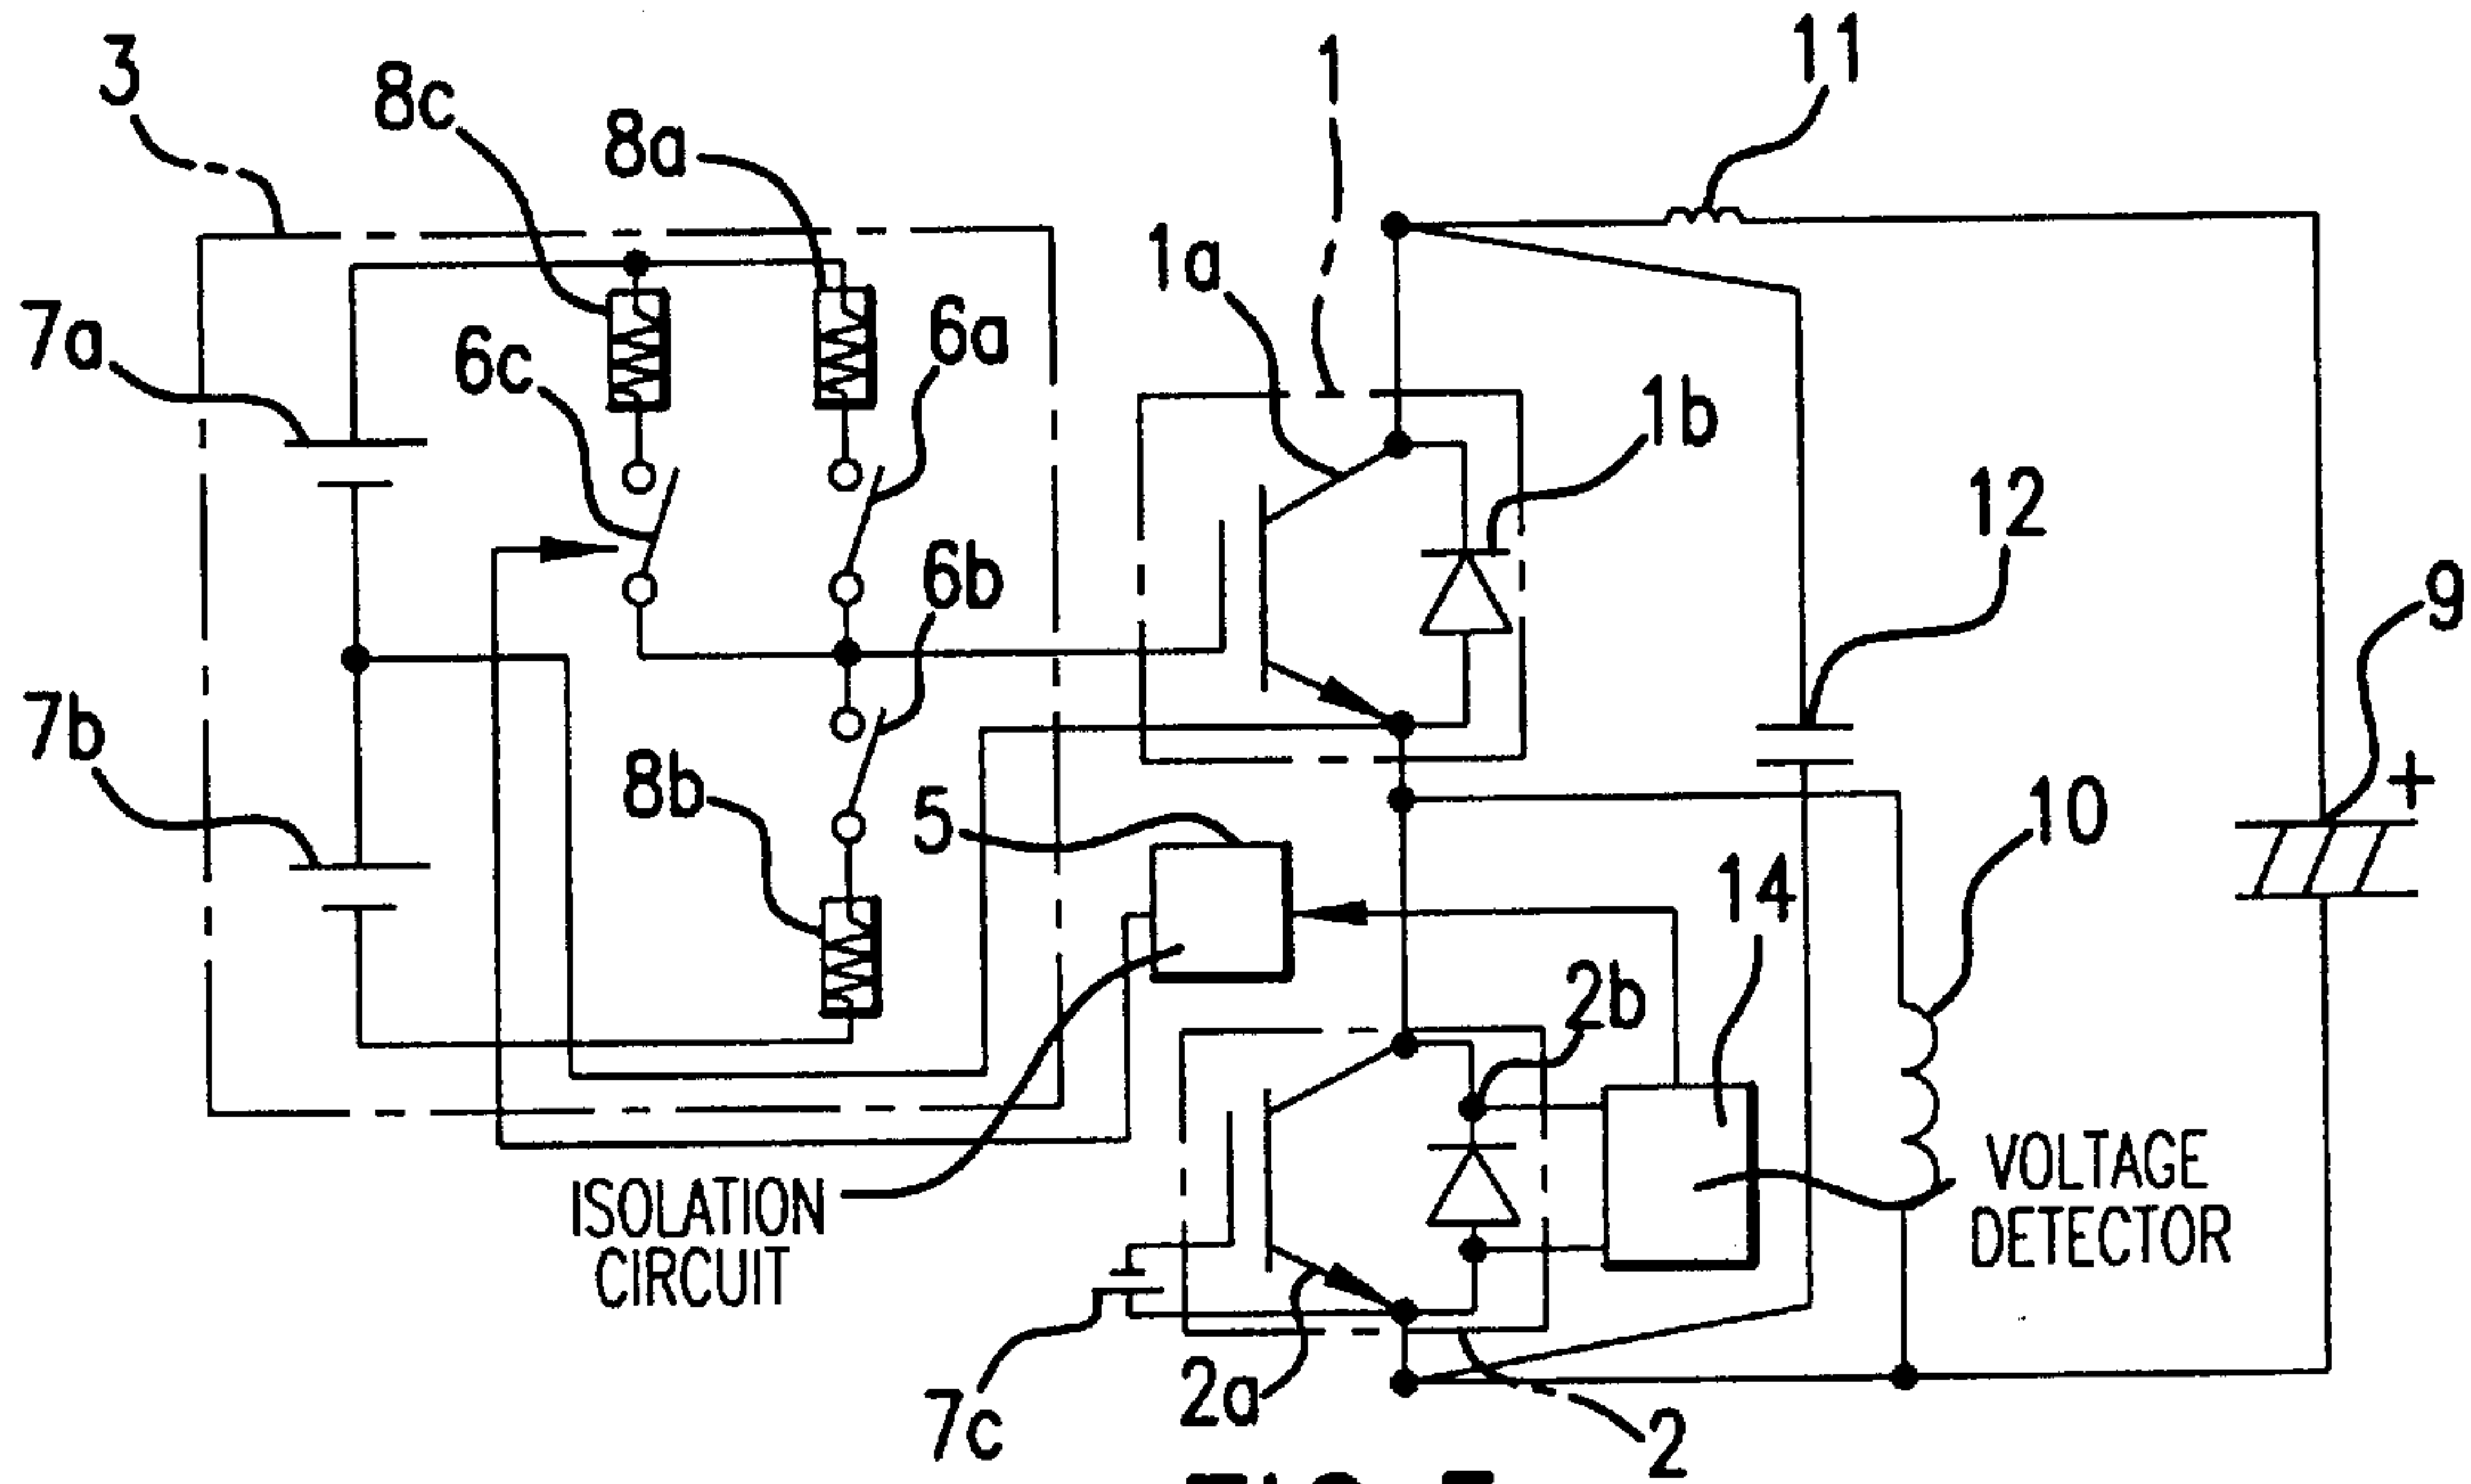 3
8c
8a
1
11
1a
7a
6c
6a
1b
12
6b
9
7b
8b
5
+
10
14
2b
VOLTAGE
DETECTOR
ISOLATION
CIRCUIT
7c
2a
2